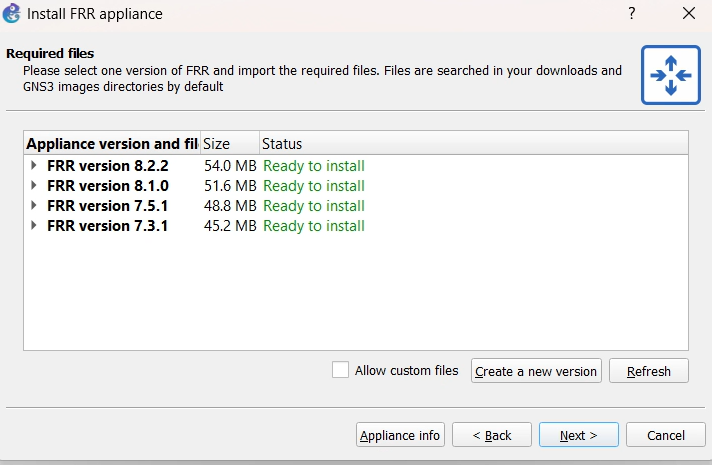 Install FRR appliance ?
Required files
Please select one version of FRR and import the required files. Files are searched in your downloads and
GNS3 images directories by default
Appliance version and fil Size Status
FRR version 8.2.2 54.0 MB Ready to install
FRR version 8.1.0 51.6 MB Ready to install
FRR version 7.5.1 48.8 MB Ready to install
FRR version 7.3.1 45.2 MB Ready to install
Allow custom files Create a new version Refresh
Appliance info < Back Next > Cancel